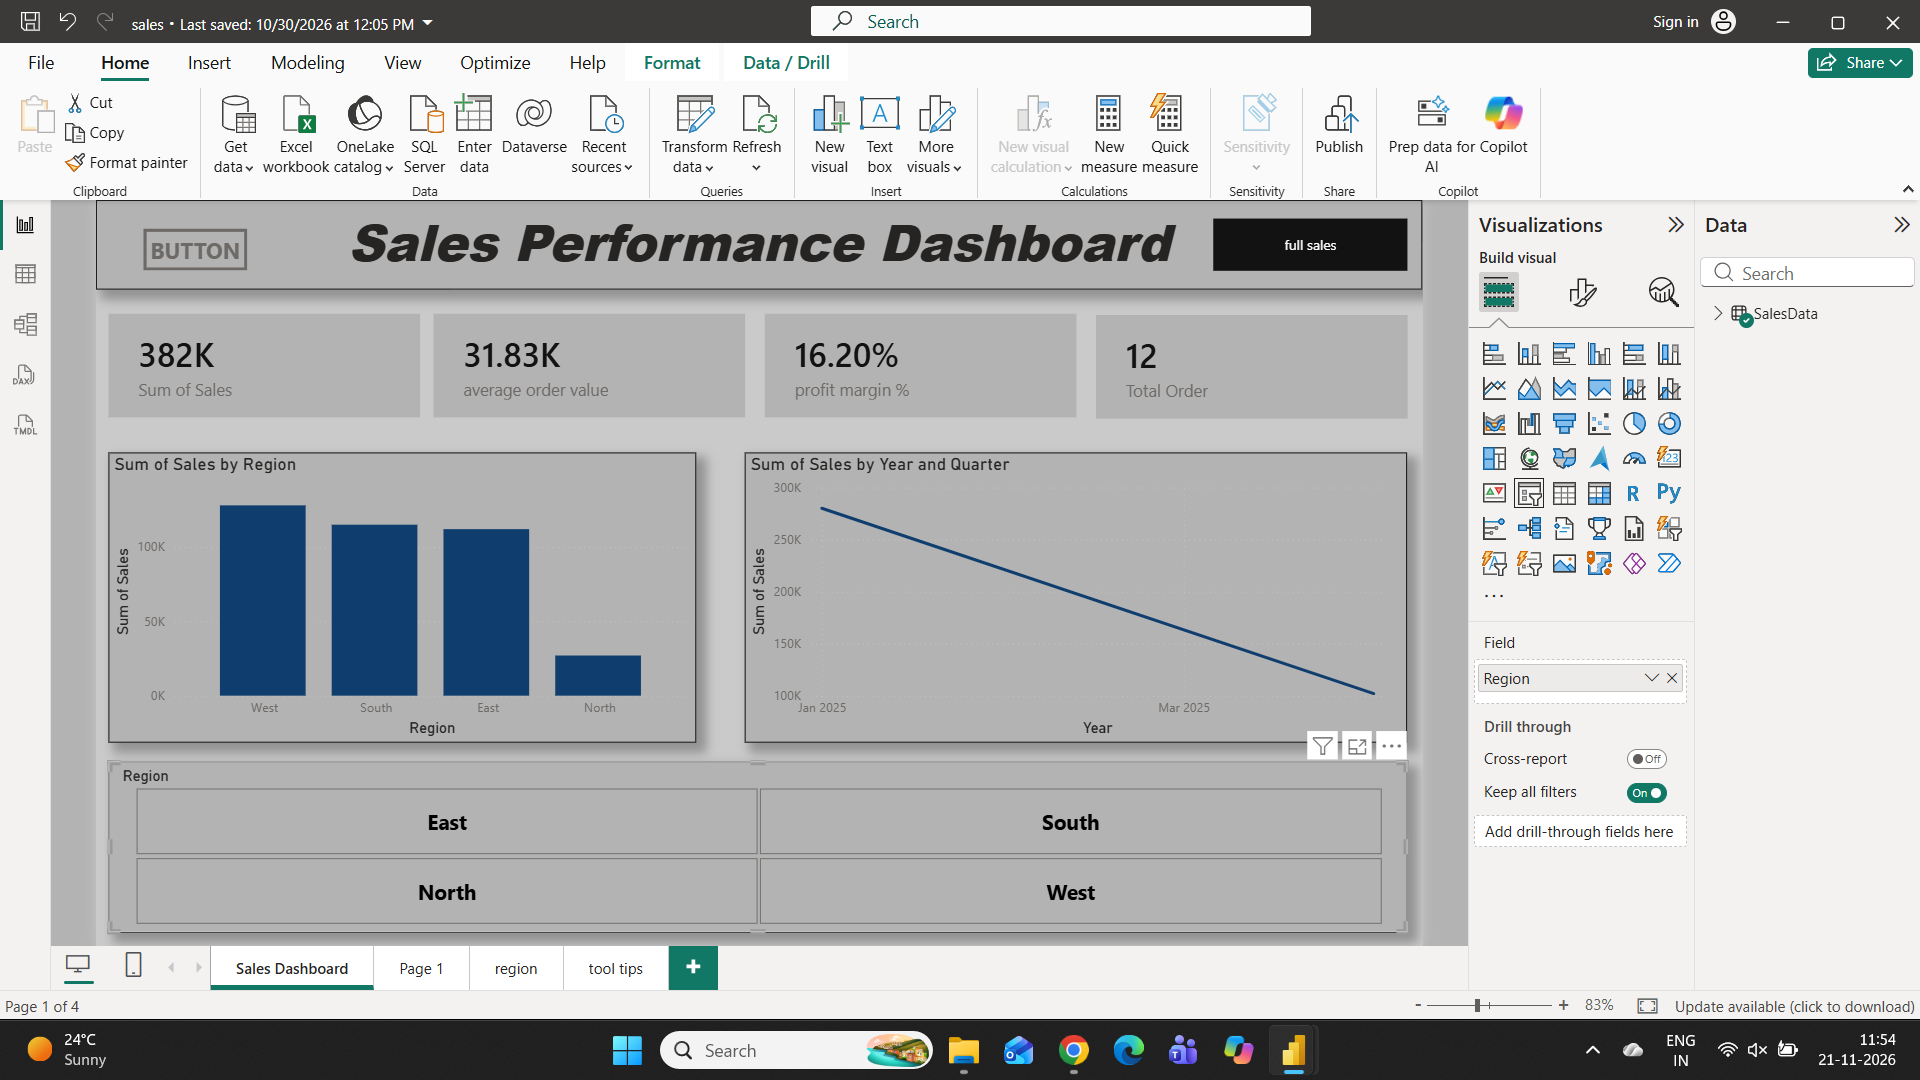 sales • Last saved: 10/30/2026 at 12:05 PM
Search
Sign in
File Home Insert Modeling View Optimize Help Format Data / Drill
Share
Paste
Cut
Copy
Format painter
Clipboard
Get data
Excel workbook
OneLake catalog
SQL Server
Enter data
Dataverse
Recent sources
Data
Transform data
Refresh
Queries
New visual
Text box
More visuals
Insert
New visual calculation
New measure
Quick measure
Calculations
Sensitivity
Sensitivity
Publish
Share
Prep data for AI
Copilot
Copilot
DAX
TMDL
BUTTON
Sales Performance Dashboard
full sales
382K
Sum of Sales
31.83K
average order value
16.20%
profit margin %
12
Total Order
Sum of Sales by Region
Sum of Sales
100K
50K
0K
West South East North
Region
Sum of Sales by Year and Quarter
Sum of Sales
300K
250K
200K
150K
100K
Jan 2025 Mar 2025
Year
Region
East South
North West
Visualizations
Build visual
123
R Py
...
Field
Region
Drill through
Cross-report Off
Keep all filters On
Add drill-through fields here
Data
Search
SalesData
Sales Dashboard Page 1 region tool tips +
Page 1 of 4
- + 83%
Update available (click to download)
24°C
Sunny
Search
ENG
IN
11:54
21-11-2026